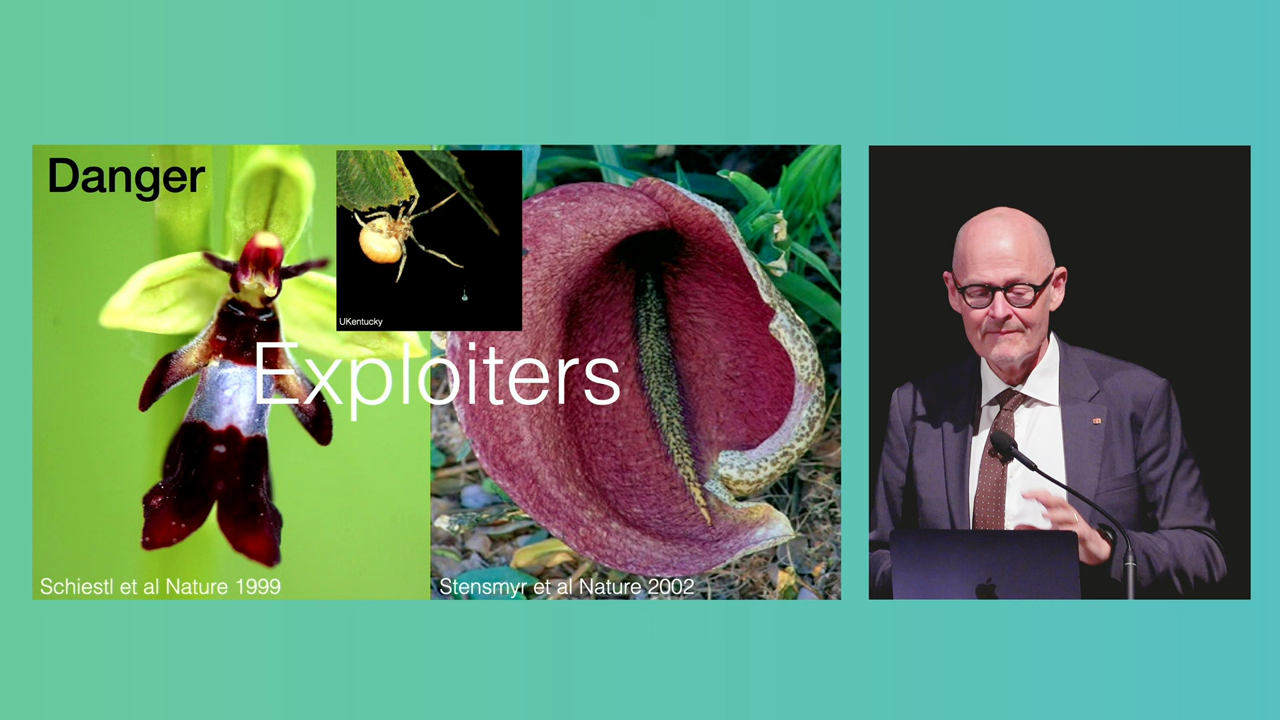 Danger
UKentucky
Exploiters
Schiestl et al Nature 1999
Stensmyr et al Nature 2002